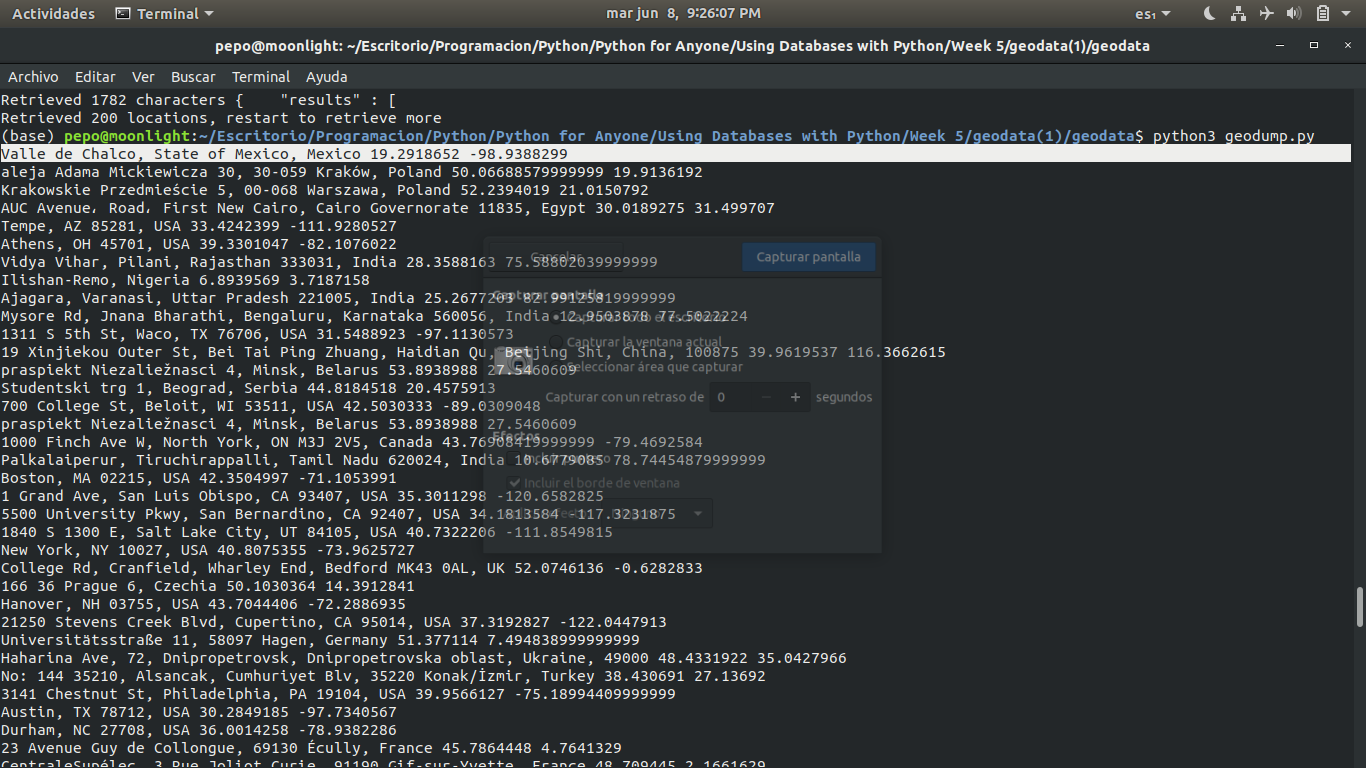 Actividades Terminal mar jun 8, 9:26:07 PM es₁
pepo@moonlight: ~/Escritorio/Programacion/Python/Python for Anyone/Using Databases with Python/Week 5/geodata(1)/geodata
Archivo Editar Ver Buscar Terminal Ayuda
Retrieved 1782 characters {    "results" : [
Retrieved 200 locations, restart to retrieve more
(base) pepo@moonlight:~/Escritorio/Programacion/Python/Python for Anyone/Using Databases with Python/Week 5/geodata(1)/geodata$ python3 geodump.py
Valle de Chalco, State of Mexico, Mexico 19.2918652 -98.9388299
aleja Adama Mickiewicza 30, 30-059 Kraków, Poland 50.06688579999999 19.9136192
Krakowskie Przedmieście 5, 00-068 Warszawa, Poland 52.2394019 21.0150792
AUC Avenue، Road، First New Cairo, Cairo Governorate 11835, Egypt 30.0189275 31.499707
Tempe, AZ 85281, USA 33.4242399 -111.9280527
Athens, OH 45701, USA 39.3301047 -82.1076022
Vidya Vihar, Pilani, Rajasthan 333031, India 28.3588163 75.58802039999999
Ilishan-Remo, Nigeria 6.8939569 3.7187158
Ajagara, Varanasi, Uttar Pradesh 221005, India 25.2677203 82.99125819999999
Mysore Rd, Jnana Bharathi, Bengaluru, Karnataka 560056, India 12.9503878 77.5022224
1311 S 5th St, Waco, TX 76706, USA 31.5488923 -97.1130573
19 Xinjiekou Outer St, Bei Tai Ping Zhuang, Haidian Qu, Beijing Shi, China, 100875 39.9619537 116.3662615
praspiekt Niezaliežnasci 4, Minsk, Belarus 53.8938988 27.5460609
Studentski trg 1, Beograd, Serbia 44.8184518 20.4575913
700 College St, Beloit, WI 53511, USA 42.5030333 -89.0309048
praspiekt Niezaliežnasci 4, Minsk, Belarus 53.8938988 27.5460609
1000 Finch Ave W, North York, ON M3J 2V5, Canada 43.76908419999999 -79.4692584
Palkalaiperur, Tiruchirappalli, Tamil Nadu 620024, India 10.6779085 78.74454879999999
Boston, MA 02215, USA 42.3504997 -71.1053991
1 Grand Ave, San Luis Obispo, CA 93407, USA 35.3011298 -120.6582825
5500 University Pkwy, San Bernardino, CA 92407, USA 34.1813584 -117.3231875
1840 S 1300 E, Salt Lake City, UT 84105, USA 40.7322206 -111.8549815
New York, NY 10027, USA 40.8075355 -73.9625727
College Rd, Cranfield, Wharley End, Bedford MK43 0AL, UK 52.0746136 -0.6282833
166 36 Prague 6, Czechia 50.1030364 14.3912841
Hanover, NH 03755, USA 43.7044406 -72.2886935
21250 Stevens Creek Blvd, Cupertino, CA 95014, USA 37.3192827 -122.0447913
Universitätsstraße 11, 58097 Hagen, Germany 51.377114 7.494838999999999
Haharina Ave, 72, Dnipropetrovsk, Dnipropetrovska oblast, Ukraine, 49000 48.4331922 35.0427966
No: 144 35210, Alsancak, Cumhuriyet Blv, 35220 Konak/İzmir, Turkey 38.430691 27.13692
3141 Chestnut St, Philadelphia, PA 19104, USA 39.9566127 -75.18994409999999
Austin, TX 78712, USA 30.2849185 -97.7340567
Durham, NC 27708, USA 36.0014258 -78.9382286
23 Avenue Guy de Collongue, 69130 Écully, France 45.7864448 4.7641329
CentraleSupélec, 3 Rue Joliot Curie, 91190 Gif-sur-Yvette, France 48.709445 2.1661629
Cancelar Capturar pantalla
Capturar pantalla
Capturar todo el escritorio
Capturar la ventana actual
Seleccionar área que capturar
Capturar con un retraso de 0 − + segundos
Efectos
Incluir puntero
Incluir el borde de ventana